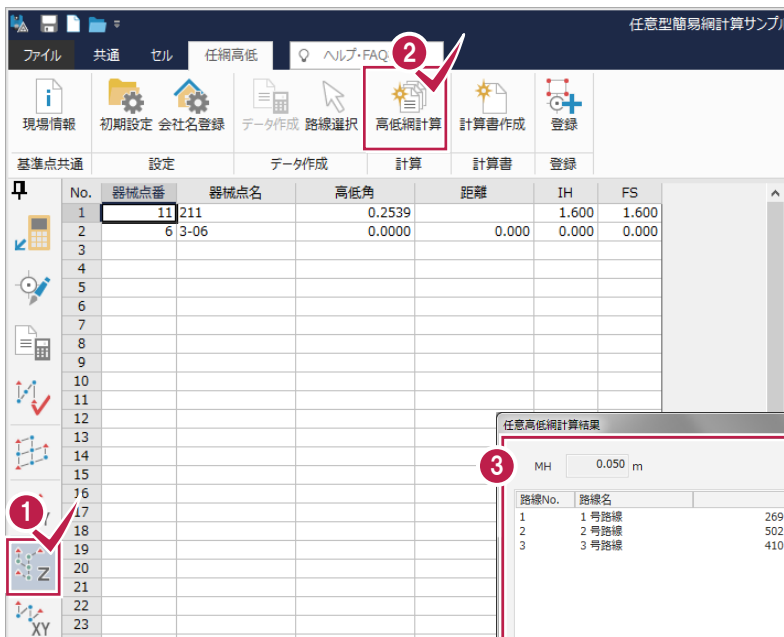 任意型簡易網計算サンプル
ファイル 共通 セル 任網高低 ヘルプ・FAQ 2
現場情報 初期設定 会社名登録 データ作成 路線選択 高低網計算 計算書作成 登録
基準点共通 設定 データ作成 計算 計算書 登録
No. 器械点番 器械点名 高低角 距離 IH FS
1 11 211 0.2539 1.600 1.600
2 6 3-06 0.0000 0.000 0.000 0.000
3
4
5
6
7
8
9
10
11
12
13
14
15
16
17
18
19
20
21
22
23
1
Z
XY
任意高低網計算結果
3
MH 0.050 m
路線No. 路線名
1 1号路線 269
2 2号路線 502
3 3号路線 410